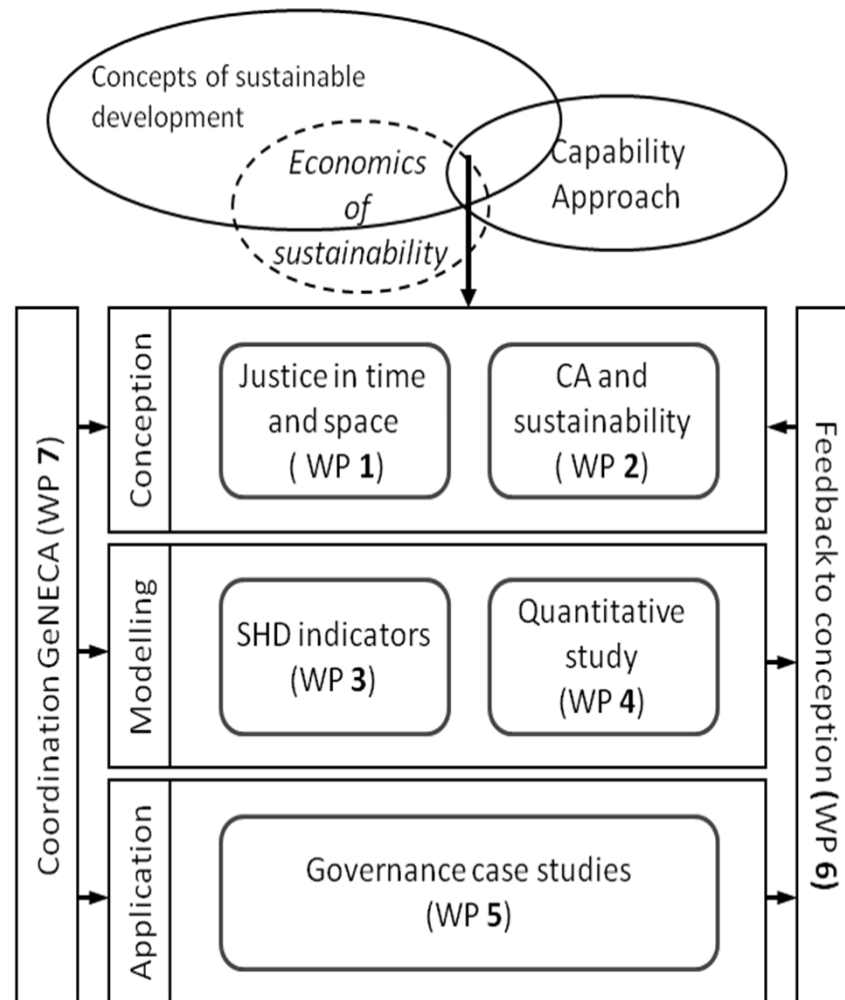 Concepts of sustainable
development
Economics
of
sustainability
Capability
Approach
Coordination GeNECA (WP 7)
Conception
Justice in time
and space
( WP 1)
CA and
sustainability
( WP 2)
Modelling
SHD indicators
(WP 3)
Quantitative
study
(WP 4)
Application
Governance case studies
(WP 5)
Feedback to conception (WP 6)